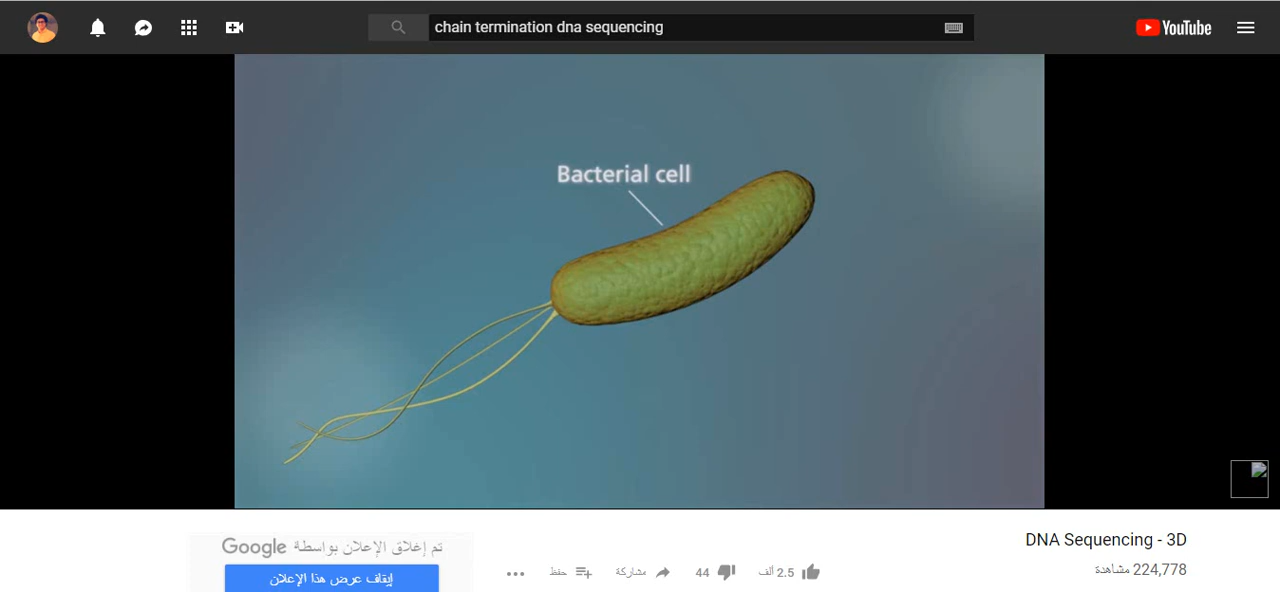 chain termination dna sequencing
YouTube
Bacterial cell
DNA Sequencing - 3D
224,778 مشاهدة
2.5 ألف
44
مشاركة
حفظ
تم إغلاق الإعلان بواسطة Google
إيقاف عرض هذا الإعلان